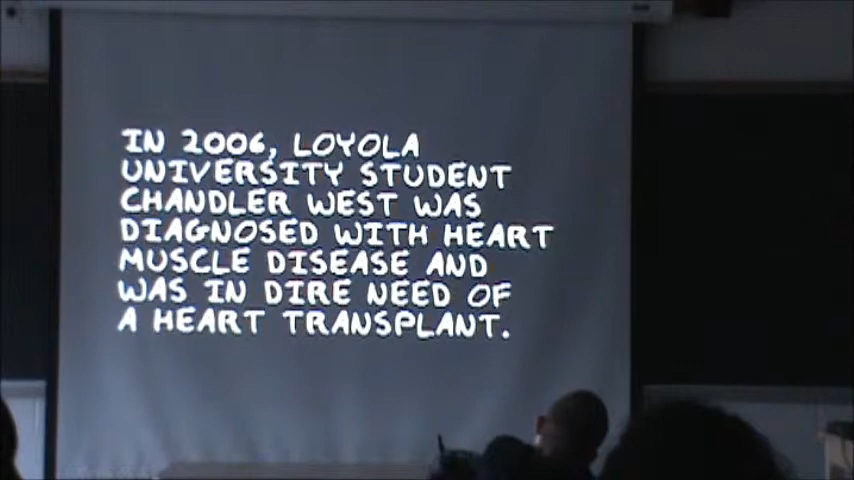 IN 2006, LOYOLA
UNIVERSITY STUDENT
CHANDLER WEST WAS
DIAGNOSED WITH HEART
MUSCLE DISEASE AND
WAS IN DIRE NEED OF
A HEART TRANSPLANT.